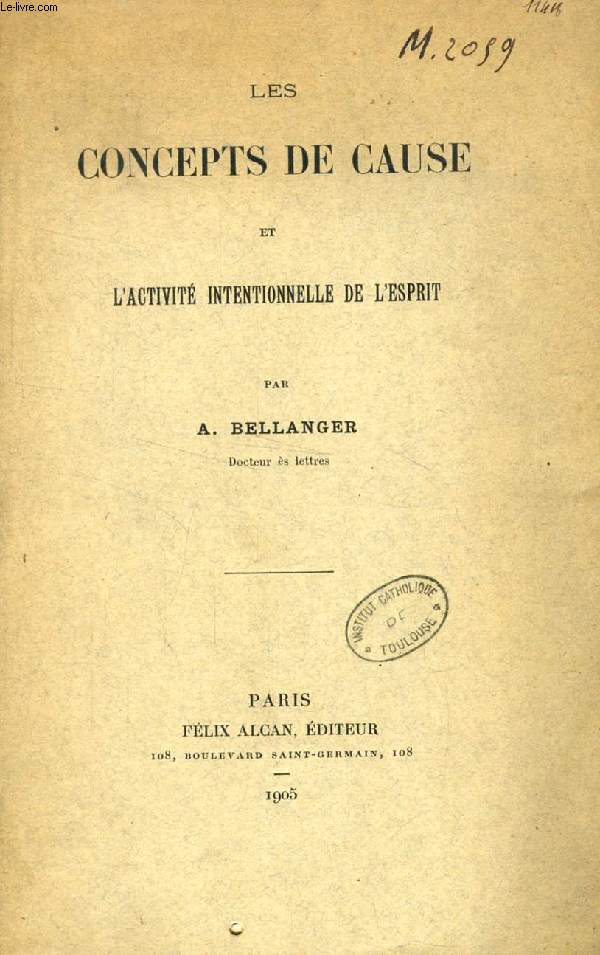 Le-livre.com
M. 2059
LES
CONCEPTS DE CAUSE
ET
L'ACTIVITÉ INTENTIONNELLE DE L'ESPRIT
PAR
A. BELLANGER
Docteur ès lettres
INSTITUT CATHOLIQUE
DE
* TOULOUSE *
PARIS
FÉLIX ALCAN, ÉDITEUR
108, BOULEVARD SAINT-GERMAIN, 108
1905